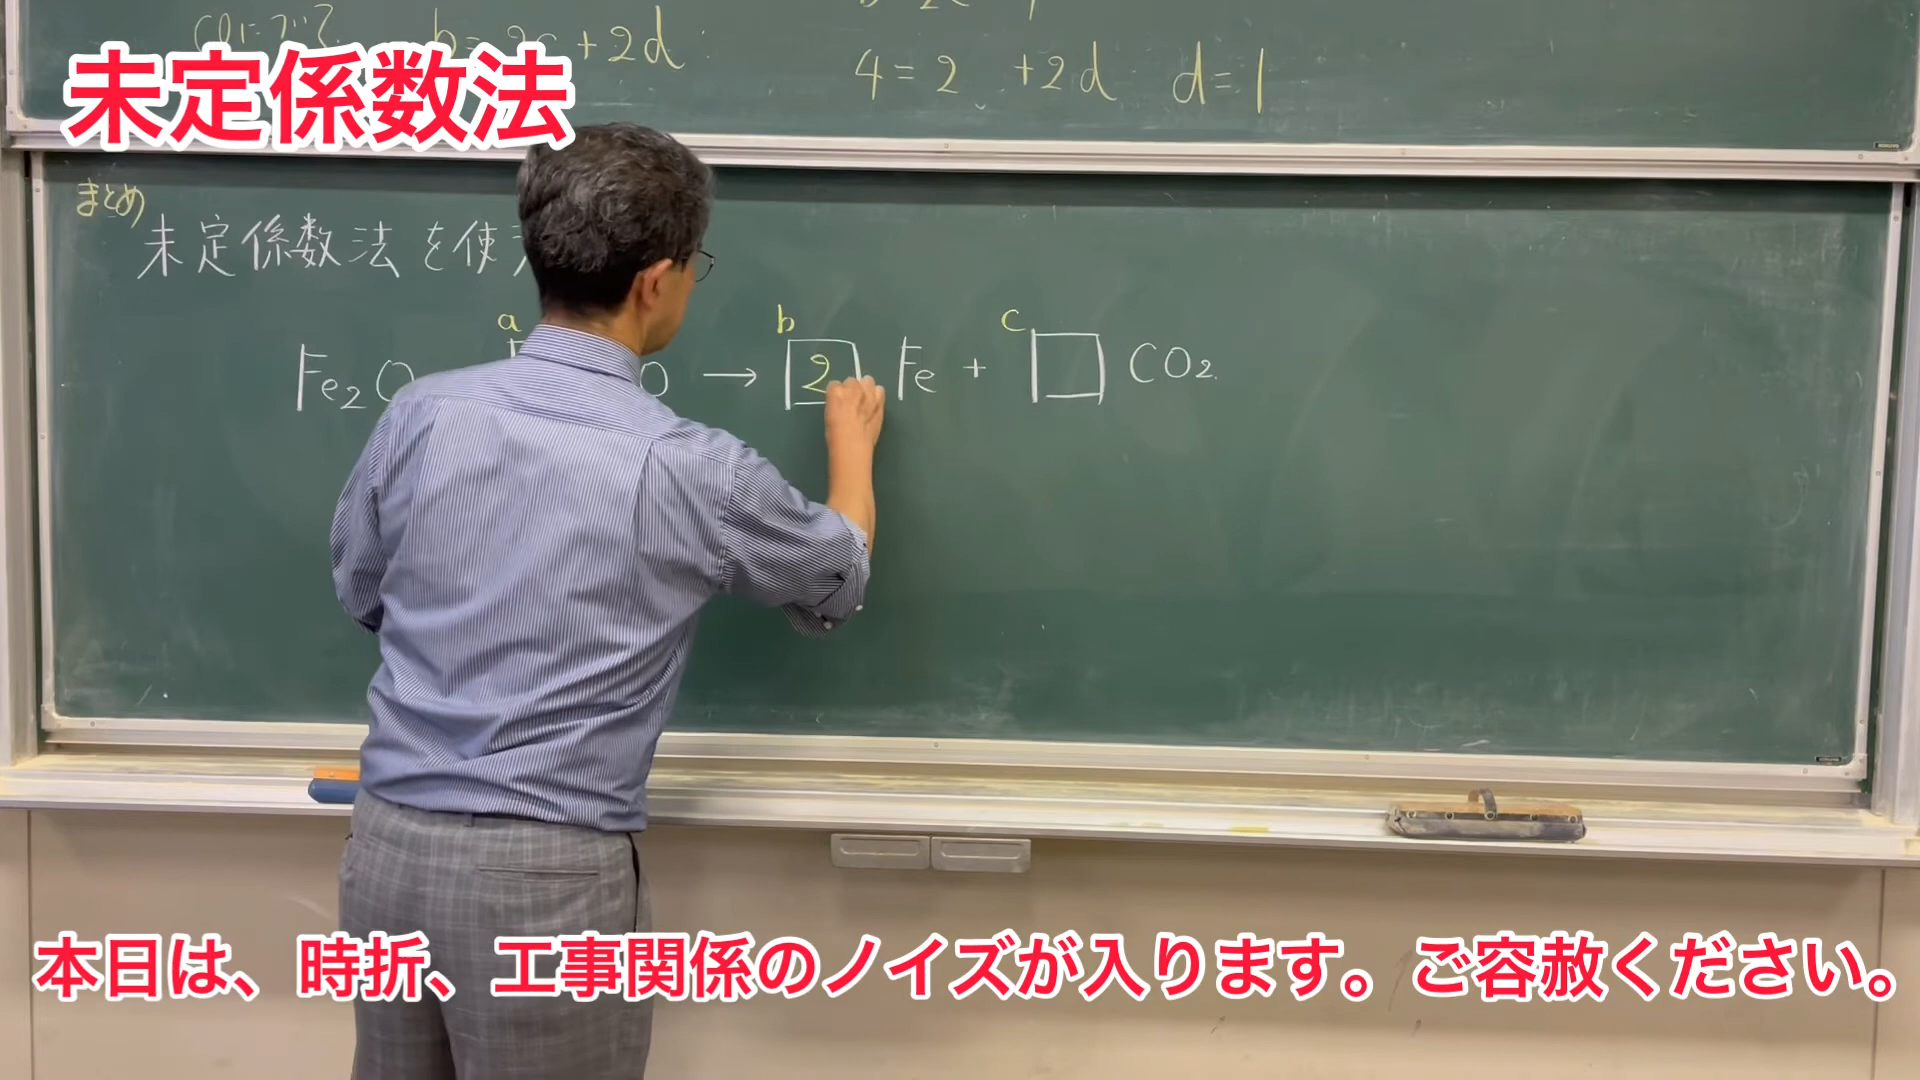 b= +2d
4=2 +2d d=1
未定係数法
まとめ
未定係数法を使
a b c
Fe2O O → 2 Fe + □ CO2
本日は、時折、工事関係のノイズが入ります。ご容赦ください。